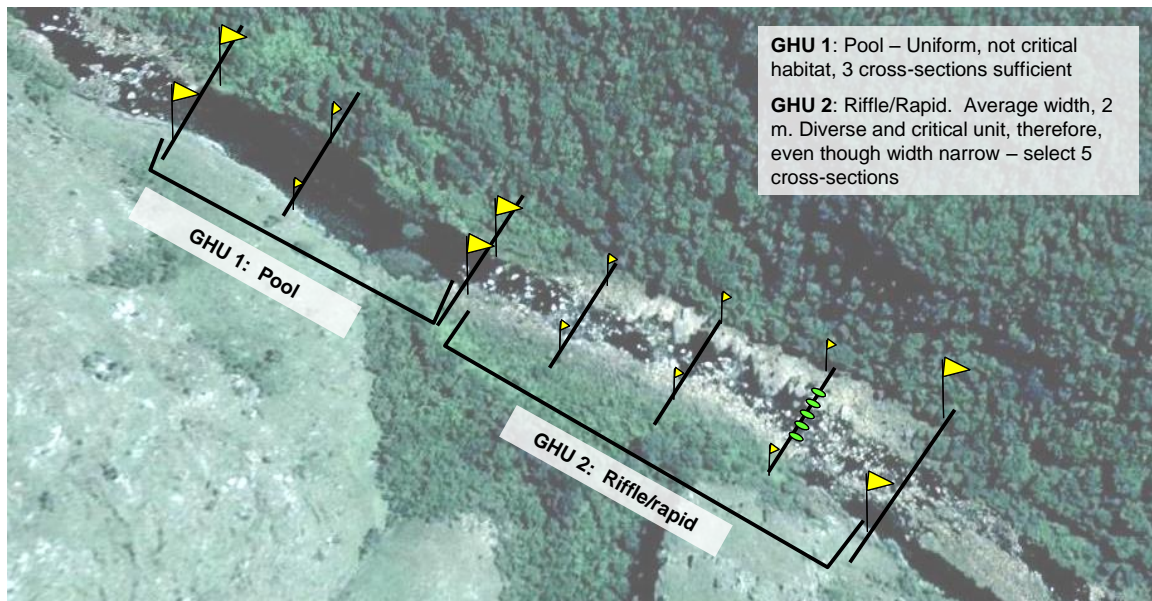 GHU 1: Pool – Uniform, not critical
habitat, 3 cross-sections sufficient
GHU 2: Riffle/Rapid. Average width, 2
m. Diverse and critical unit, therefore,
even though width narrow – select 5
cross-sections
GHU 1: Pool
GHU 2: Riffle/rapid